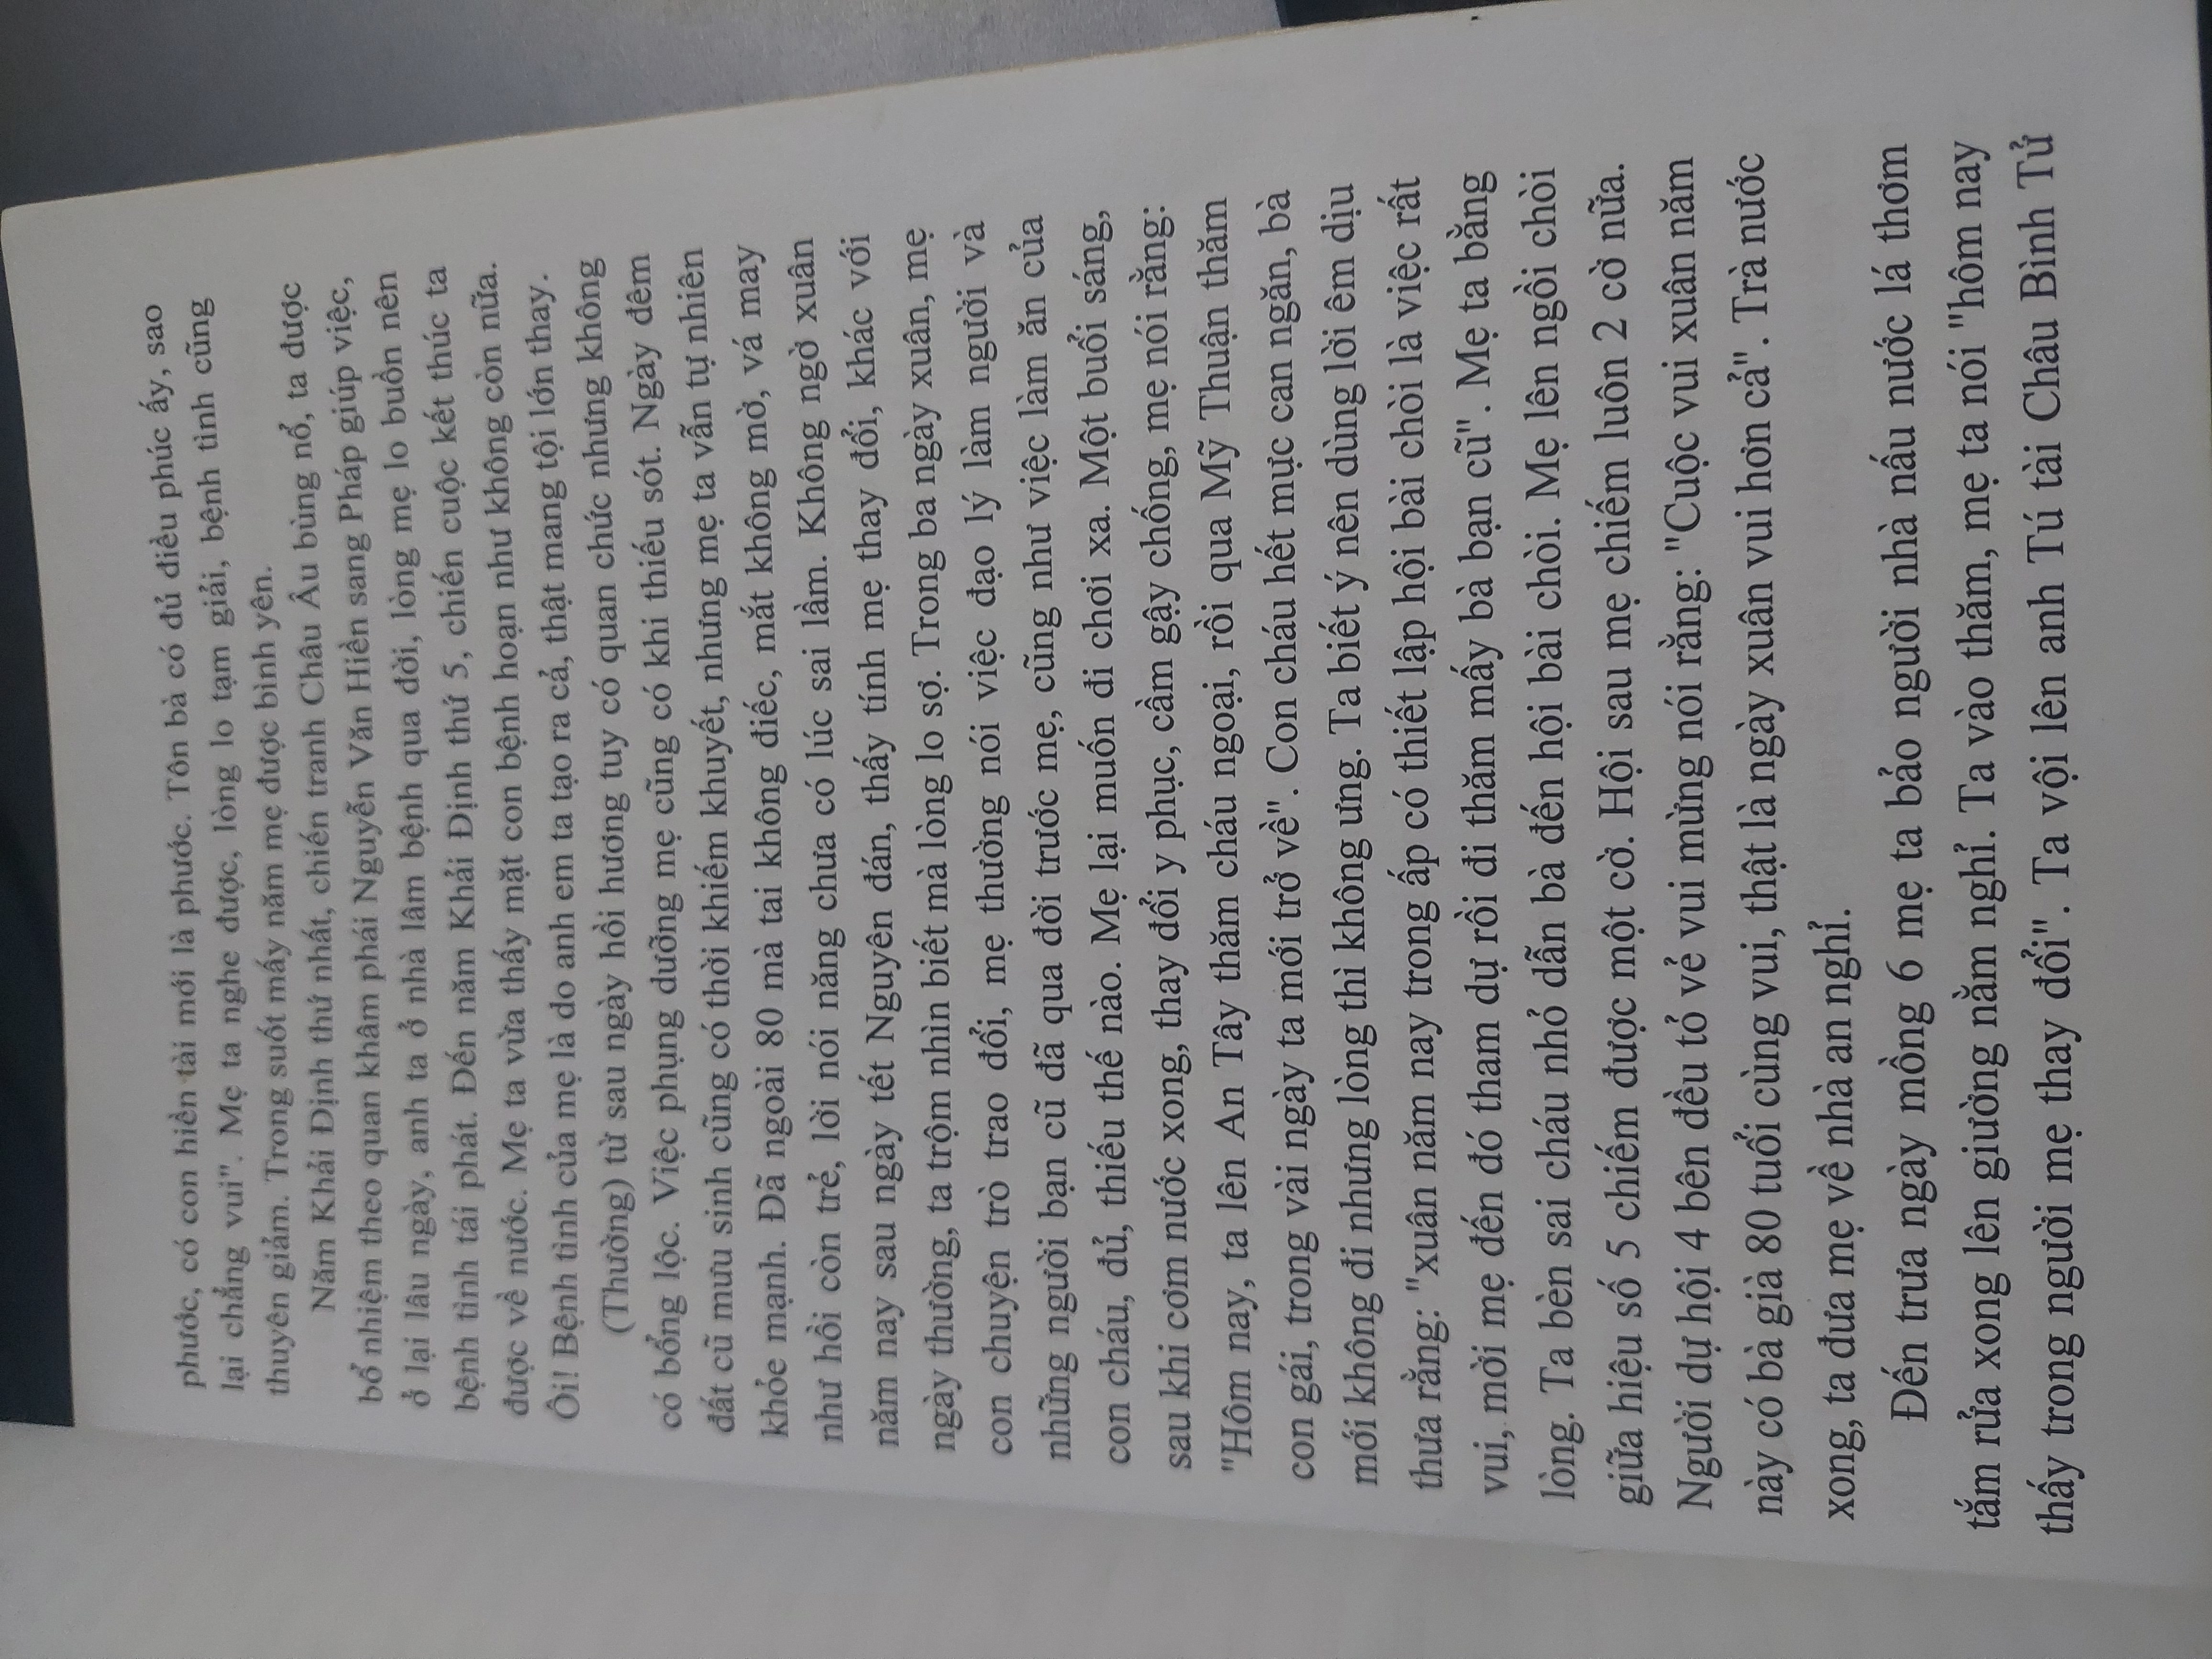 phước, có con hiền tài mới là phước. Tôn bà có đủ điều phúc ấy, sao
lại chẳng vui". Mẹ ta nghe được, lòng lo tạm giải, bệnh tình cũng
thuyên giảm. Trong suốt mấy năm mẹ được bình yên.
Năm Khải Định thứ nhất, chiến tranh Châu Âu bùng nổ, ta được
bổ nhiệm theo quan khâm phái Nguyễn Văn Hiền sang Pháp giúp việc,
ở lại lâu ngày, anh ta ở nhà lâm bệnh qua đời, lòng mẹ lo buồn nên
bệnh tình tái phát. Đến năm Khải Định thứ 5, chiến cuộc kết thúc ta
được về nước. Mẹ ta vừa thấy mặt con bệnh hoạn như không còn nữa.
Ôi! Bệnh tình của mẹ là do anh em ta tạo ra cả, thật mang tội lớn thay.
(Thường) từ sau ngày hồi hương tuy có quan chức nhưng không
có bổng lộc. Việc phụng dưỡng mẹ cũng có khi thiếu sót. Ngày đêm
đất cũ mưu sinh cũng có thời khiếm khuyết, nhưng mẹ ta vẫn tự nhiên
khỏe mạnh. Đã ngoài 80 mà tai không điếc, mắt không mờ, vá may
như hồi còn trẻ, lời nói năng chưa có lúc sai lầm. Không ngờ xuân
năm nay sau ngày tết Nguyên đán, thấy tính mẹ thay đổi, khác với
ngày thường, ta trộm nhìn biết mà lòng lo sợ. Trong ba ngày xuân, mẹ
con chuyện trò trao đổi, mẹ thường nói việc đạo lý làm người và
những người bạn cũ đã qua đời trước mẹ, cũng như việc làm ăn của
con cháu, đủ, thiếu thế nào. Mẹ lại muốn đi chơi xa. Một buổi sáng,
sau khi cơm nước xong, thay đổi y phục, cầm gậy chống, mẹ nói rằng:
"Hôm nay, ta lên An Tây thăm cháu ngoại, rồi qua Mỹ Thuận thăm
con gái, trong vài ngày ta mới trở về". Con cháu hết mực can ngăn, bà
mới không đi nhưng lòng thì không ưng. Ta biết ý nên dùng lời êm dịu
thưa rằng: "xuân năm nay trong ấp có thiết lập hội bài chòi là việc rất
vui, mời mẹ đến đó tham dự rồi đi thăm mấy bà bạn cũ". Mẹ ta bằng
lòng. Ta bèn sai cháu nhỏ dẫn bà đến hội bài chòi. Mẹ lên ngồi chòi
giữa hiệu số 5 chiếm được một cờ. Hội sau mẹ chiếm luôn 2 cờ nữa.
Người dự hội 4 bên đều tỏ vẻ vui mừng nói rằng: "Cuộc vui xuân năm
này có bà già 80 tuổi cùng vui, thật là ngày xuân vui hơn cả". Trà nước
xong, ta đưa mẹ về nhà an nghỉ.
Đến trưa ngày mồng 6 mẹ ta bảo người nhà nấu nước lá thơm
tắm rửa xong lên giường nằm nghỉ. Ta vào thăm, mẹ ta nói "hôm nay
thấy trong người mẹ thay đổi". Ta vội lên anh Tú tài Châu Bình Tử